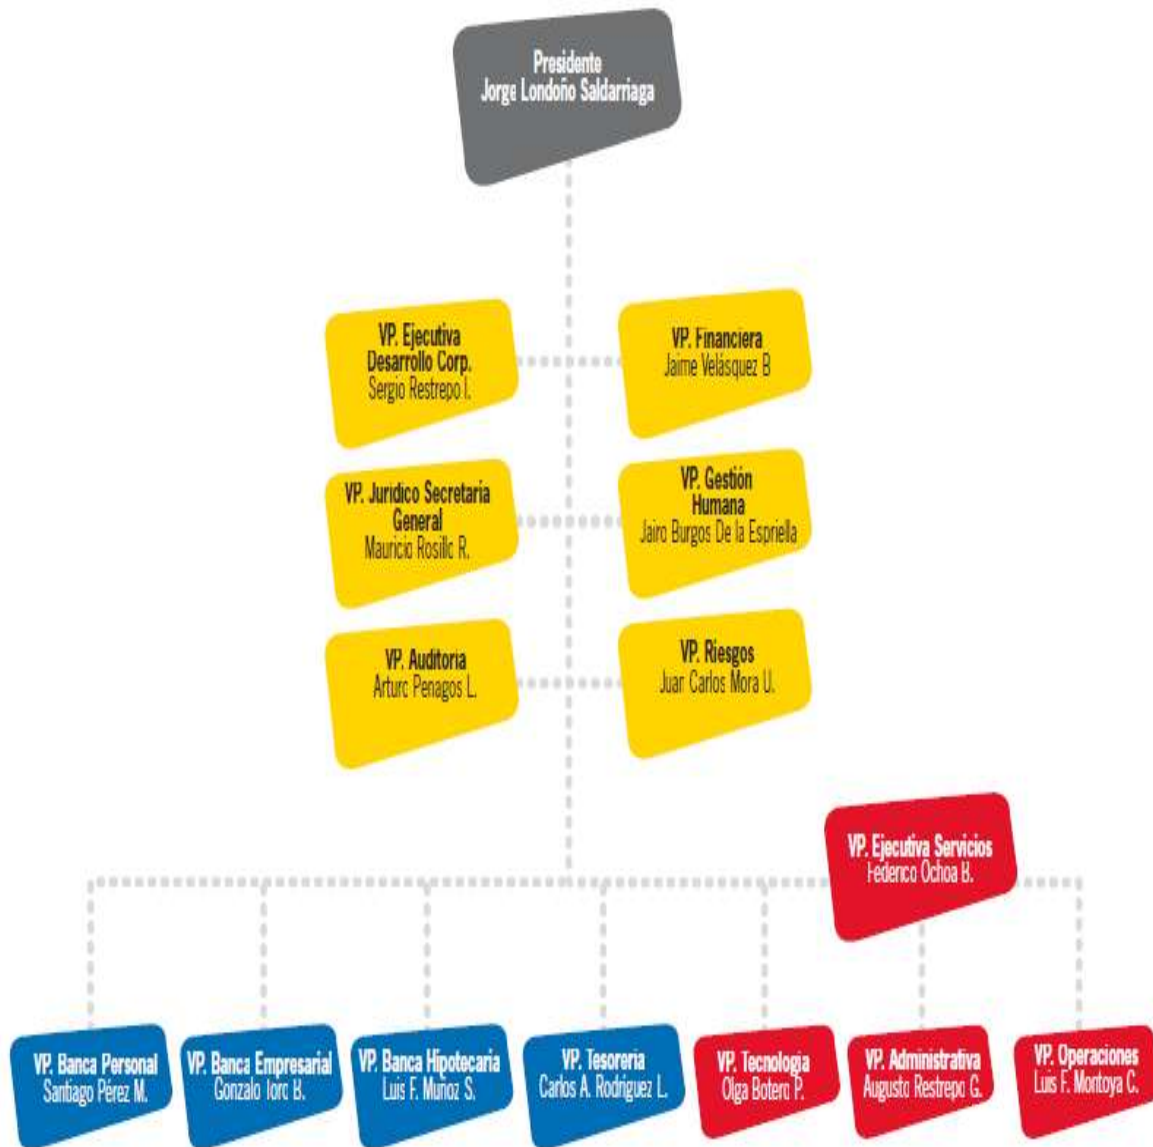 Presidente
Jorge Londoño Saldarriaga
VP. Ejecutiva
Desarrollo Corp.
Sergio Restrepo I.
VP. Financiera
Jaime Velásquez B
VP. Jurídico Secretaría
General
Mauricio Rosillo R.
VP. Gestión
Humana
Jairo Burgos De la Espriella
VP. Auditoría
Arturo Penagos L.
VP. Riesgos
Juan Carlos Mora U.
VP. Ejecutiva Servicios
Federico Ochoa B.
VP. Banca Personal
Santiago Pérez M.
VP. Banca Empresarial
Gonzalo Toro B.
VP. Banca Hipotecaria
Luis F. Muñoz S.
VP. Tesorería
Carlos A. Rodríguez L.
VP. Tecnología
Olga Botero P.
VP. Administrativa
Augusto Restrepo G.
VP. Operaciones
Luis F. Montoya C.